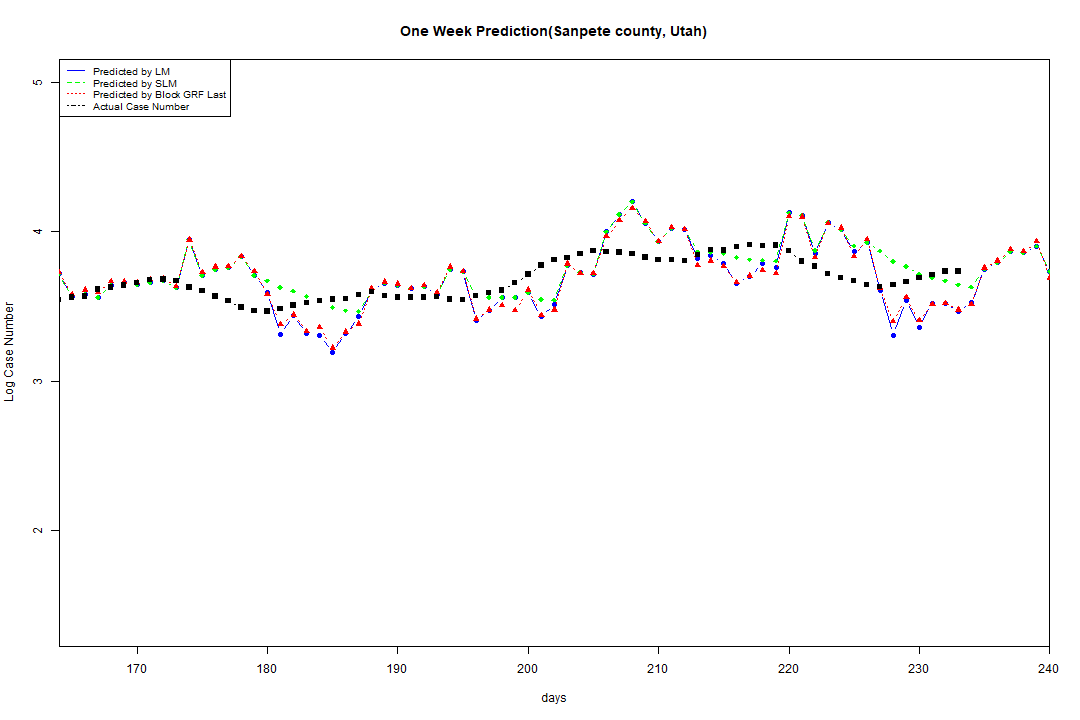 One Week Prediction(Sanpete county, Utah)
Predicted by LM
Predicted by SLM
Predicted by Block GRF Last
Actual Case Number
5
4
3
2
Log Case Number
170 180 190 200 210 220 230 240
days